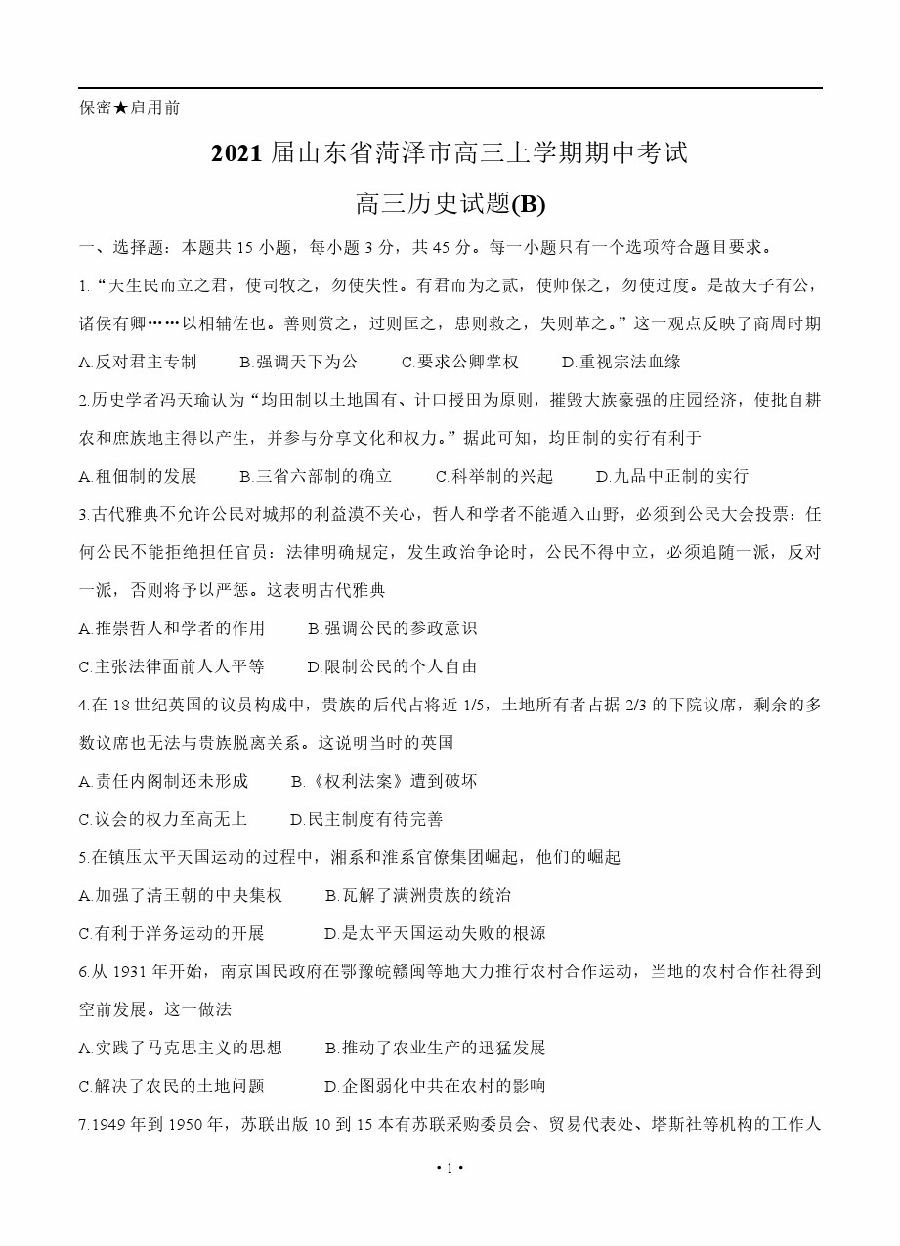 保密★启用前
2021 届山东省菏泽市高三上学期期中考试
高三历史试题(B)
一、选择题：本题共 15 小题，每小题 3 分，共 45 分。每一小题只有一个选项符合题目要求。
1.“天生民而立之君，使司牧之，勿使失性。有君而为之贰，使师保之，勿使过度。是故天子有公，
诸侯有卿……以相辅佐也。善则赏之，过则匡之，患则救之，失则革之。”这一观点反映了商周时期
A.反对君主专制 B.强调天下为公 C.要求公卿掌权 D.重视宗法血缘
2.历史学者冯天瑜认为“均田制以土地国有、计口授田为原则，摧毁大族豪强的庄园经济，使批自耕
农和庶族地主得以产生，并参与分享文化和权力。”据此可知，均田制的实行有利于
A.租佃制的发展 B.三省六部制的确立 C.科举制的兴起 D.九品中正制的实行
3.古代雅典不允许公民对城邦的利益漠不关心，哲人和学者不能遁入山野，必须到公民大会投票；任
何公民不能拒绝担任官员；法律明确规定，发生政治争论时，公民不得中立，必须追随一派，反对
一派，否则将予以严惩。这表明古代雅典
A.推崇哲人和学者的作用 B.强调公民的参政意识
C.主张法律面前人人平等 D.限制公民的个人自由
4.在 18 世纪英国的议员构成中，贵族的后代占将近 1/5，土地所有者占据 2/3 的下院议席，剩余的多
数议席也无法与贵族脱离关系。这说明当时的英国
A.责任内阁制还未形成 B.《权利法案》遭到破坏
C.议会的权力至高无上 D.民主制度有待完善
5.在镇压太平天国运动的过程中，湘系和淮系官僚集团崛起，他们的崛起
A.加强了清王朝的中央集权 B.瓦解了满洲贵族的统治
C.有利于洋务运动的开展 D.是太平天国运动失败的根源
6.从 1931 年开始，南京国民政府在鄂豫皖赣闽等地大力推行农村合作运动，当地的农村合作社得到
空前发展。这一做法
A.实践了马克思主义的思想 B.推动了农业生产的迅猛发展
C.解决了农民的土地问题 D.企图弱化中共在农村的影响
7.1949 年到 1950 年，苏联出版 10 到 15 本有苏联采购委员会、贸易代表处、塔斯社等机构的工作人
·1·